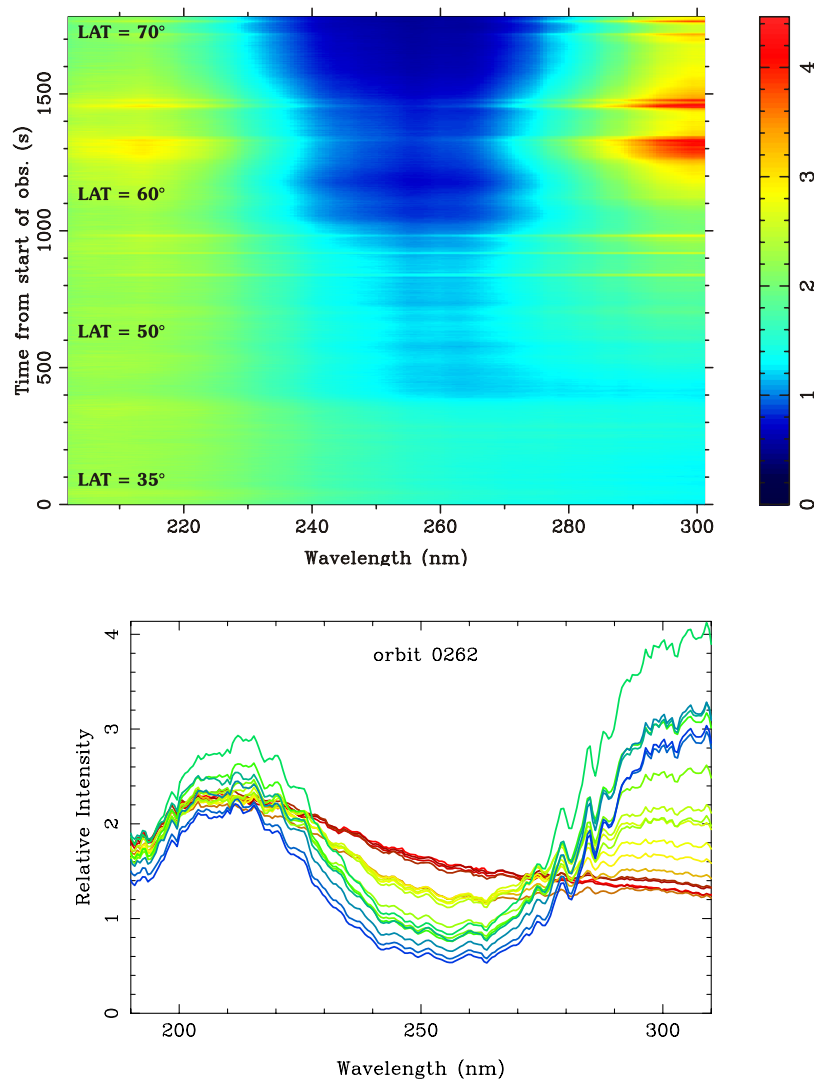 LAT = 70°
LAT = 60°
LAT = 50°
LAT = 35°
Time from start of obs. (s)
1500
1000
500
0
220
240
260
280
300
Wavelength (nm)
4
3
2
1
0
orbit 0262
Relative Intensity
4
3
2
1
0
200
250
300
Wavelength (nm)